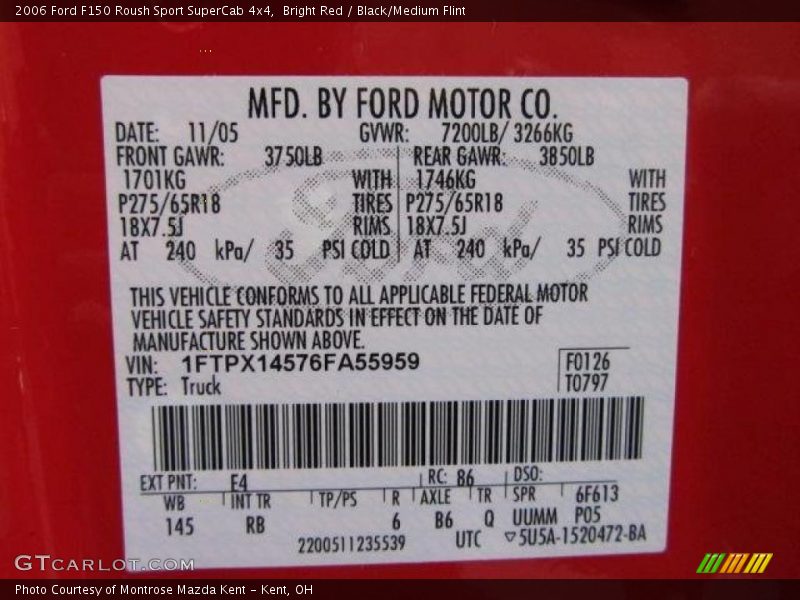 2006 Ford F150 Roush Sport SuperCab 4x4,  Bright Red / Black/Medium Flint
MFD. BY FORD MOTOR CO.
DATE: 11/05 GVWR: 7200LB/ 3266KG
FRONT GAWR: 3750LB REAR GAWR: 3850LB
1701KG WITH 1746KG WITH
P275/65R18 TIRES P275/65R18 TIRES
18X7.5J RIMS 18X7.5J RIMS
AT 240 kPa/ 35 PSI COLD AT 240 kPa/ 35 PSI COLD
Ford
THIS VEHICLE CONFORMS TO ALL APPLICABLE FEDERAL MOTOR
VEHICLE SAFETY STANDARDS IN EFFECT ON THE DATE OF
MANUFACTURE SHOWN ABOVE.
VIN: 1FTPX14576FA55959 F0126
TYPE: Truck T0797
EXT PNT: E4 RC: 86 DSO:
WB INT TR TP/PS R AXLE TR SPR 6F613
145 RB 6 B6 Q UUMM P05
2200511235539 UTC ▽5U5A-1520472-BA
GTcarlot.com
Photo Courtesy of Montrose Mazda Kent - Kent, OH